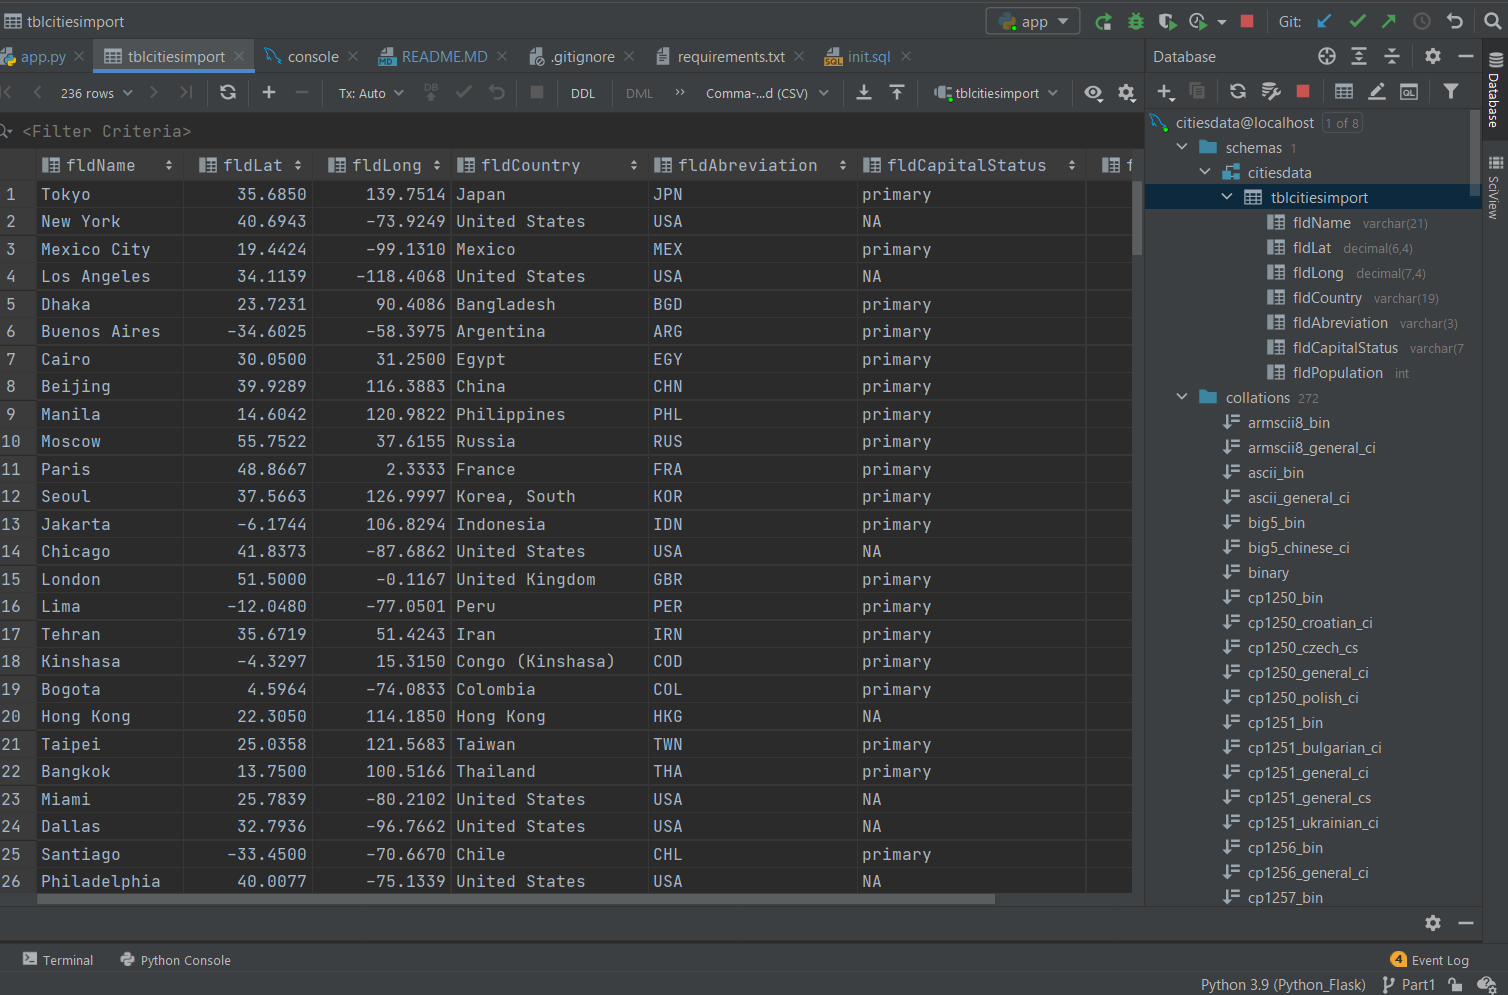 tblcitiesimport app Git:
app.py tblcitiesimport console README.MD .gitignore requirements.txt init.sql Database
236 rows Tx: Auto DB DDL DML Comma-...d (CSV) tblcitiesimport
<Filter Criteria>
fldName fldLat fldLong fldCountry fldAbreviation fldCapitalStatus f
1 Tokyo 35.6850 139.7514 Japan JPN primary
2 New York 40.6943 -73.9249 United States USA NA
3 Mexico City 19.4424 -99.1310 Mexico MEX primary
4 Los Angeles 34.1139 -118.4068 United States USA NA
5 Dhaka 23.7231 90.4086 Bangladesh BGD primary
6 Buenos Aires -34.6025 -58.3975 Argentina ARG primary
7 Cairo 30.0500 31.2500 Egypt EGY primary
8 Beijing 39.9289 116.3883 China CHN primary
9 Manila 14.6042 120.9822 Philippines PHL primary
10 Moscow 55.7522 37.6155 Russia RUS primary
11 Paris 48.8667 2.3333 France FRA primary
12 Seoul 37.5663 126.9997 Korea, South KOR primary
13 Jakarta -6.1744 106.8294 Indonesia IDN primary
14 Chicago 41.8373 -87.6862 United States USA NA
15 London 51.5000 -0.1167 United Kingdom GBR primary
16 Lima -12.0480 -77.0501 Peru PER primary
17 Tehran 35.6719 51.4243 Iran IRN primary
18 Kinshasa -4.3297 15.3150 Congo (Kinshasa) COD primary
19 Bogota 4.5964 -74.0833 Colombia COL primary
20 Hong Kong 22.3050 114.1850 Hong Kong HKG NA
21 Taipei 25.0358 121.5683 Taiwan TWN primary
22 Bangkok 13.7500 100.5166 Thailand THA primary
23 Miami 25.7839 -80.2102 United States USA NA
24 Dallas 32.7936 -96.7662 United States USA NA
25 Santiago -33.4500 -70.6670 Chile CHL primary
26 Philadelphia 40.0077 -75.1339 United States USA NA
QL
citiesdata@localhost 1 of 8
schemas 1
citiesdata
tblcitiesimport
fldName varchar(21)
fldLat decimal(6,4)
fldLong decimal(7,4)
fldCountry varchar(19)
fldAbreviation varchar(3)
fldCapitalStatus varchar(7
fldPopulation int
collations 272
armscii8_bin
armscii8_general_ci
ascii_bin
ascii_general_ci
big5_bin
big5_chinese_ci
binary
cp1250_bin
cp1250_croatian_ci
cp1250_czech_cs
cp1250_general_ci
cp1250_polish_ci
cp1251_bin
cp1251_bulgarian_ci
cp1251_general_ci
cp1251_general_cs
cp1251_ukrainian_ci
cp1256_bin
cp1256_general_ci
cp1257_bin
Database
SciView
Terminal Python Console 4 Event Log
Python 3.9 (Python_Flask) Part1